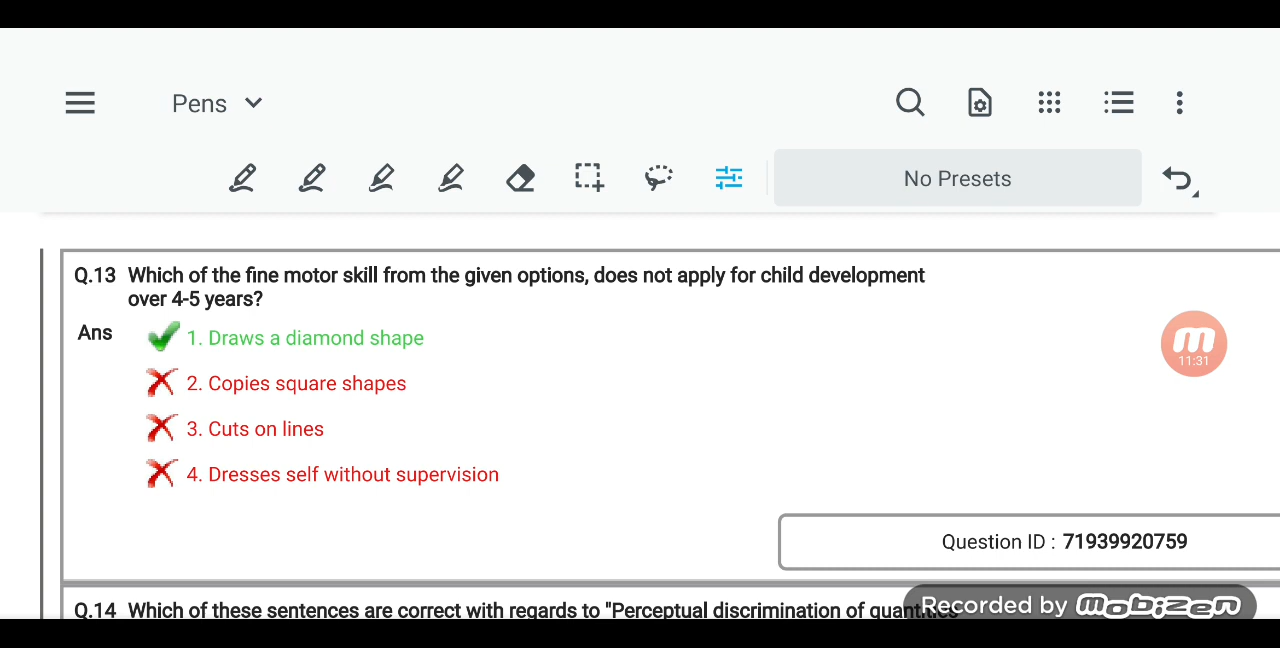 Pens
No Presets
Q.13 Which of the fine motor skill from the given options, does not apply for child development
over 4-5 years?
Ans 1. Draws a diamond shape
2. Copies square shapes
3. Cuts on lines
4. Dresses self without supervision
11:31
Question ID : 71939920759
Q.14 Which of these sentences are correct with regards to "Perceptual discrimination of quantities
Recorded by mobizen